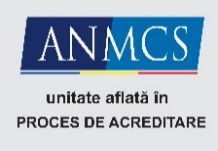 ANMCS
unitate aflată în
PROCES DE ACREDITARE